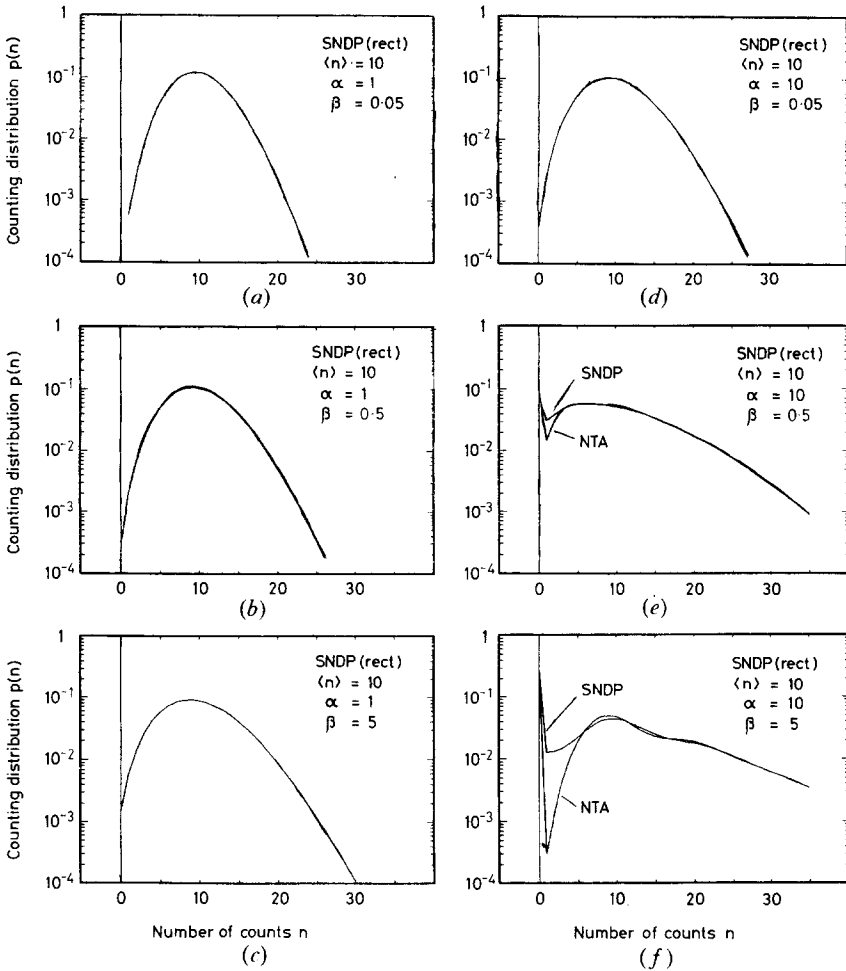 Counting distribution p(n)
1
10⁻¹
10⁻²
10⁻³
10⁻⁴
SNDP(rect)
⟨n⟩ = 10
α = 1
β = 0·05
0
10
20
30
(a)
1
10⁻¹
10⁻²
10⁻³
10⁻⁴
SNDP(rect)
⟨n⟩ = 10
α = 10
β = 0·05
0
10
20
30
(d)
Counting distribution p(n)
1
10⁻¹
10⁻²
10⁻³
10⁻⁴
SNDP(rect)
⟨n⟩ = 10
α = 1
β = 0·5
0
10
20
30
(b)
1
10⁻¹
10⁻²
10⁻³
10⁻⁴
SNDP
NTA
SNDP(rect)
⟨n⟩ = 10
α = 10
β = 0·5
0
10
20
30
(e)
Counting distribution p(n)
1
10⁻¹
10⁻²
10⁻³
10⁻⁴
SNDP(rect)
⟨n⟩ = 10
α = 1
β = 5
0
10
20
30
Number of counts n
(c)
1
10⁻¹
10⁻²
10⁻³
10⁻⁴
SNDP
NTA
SNDP(rect)
⟨n⟩ = 10
α = 10
β = 5
0
10
20
30
Number of counts n
(f)